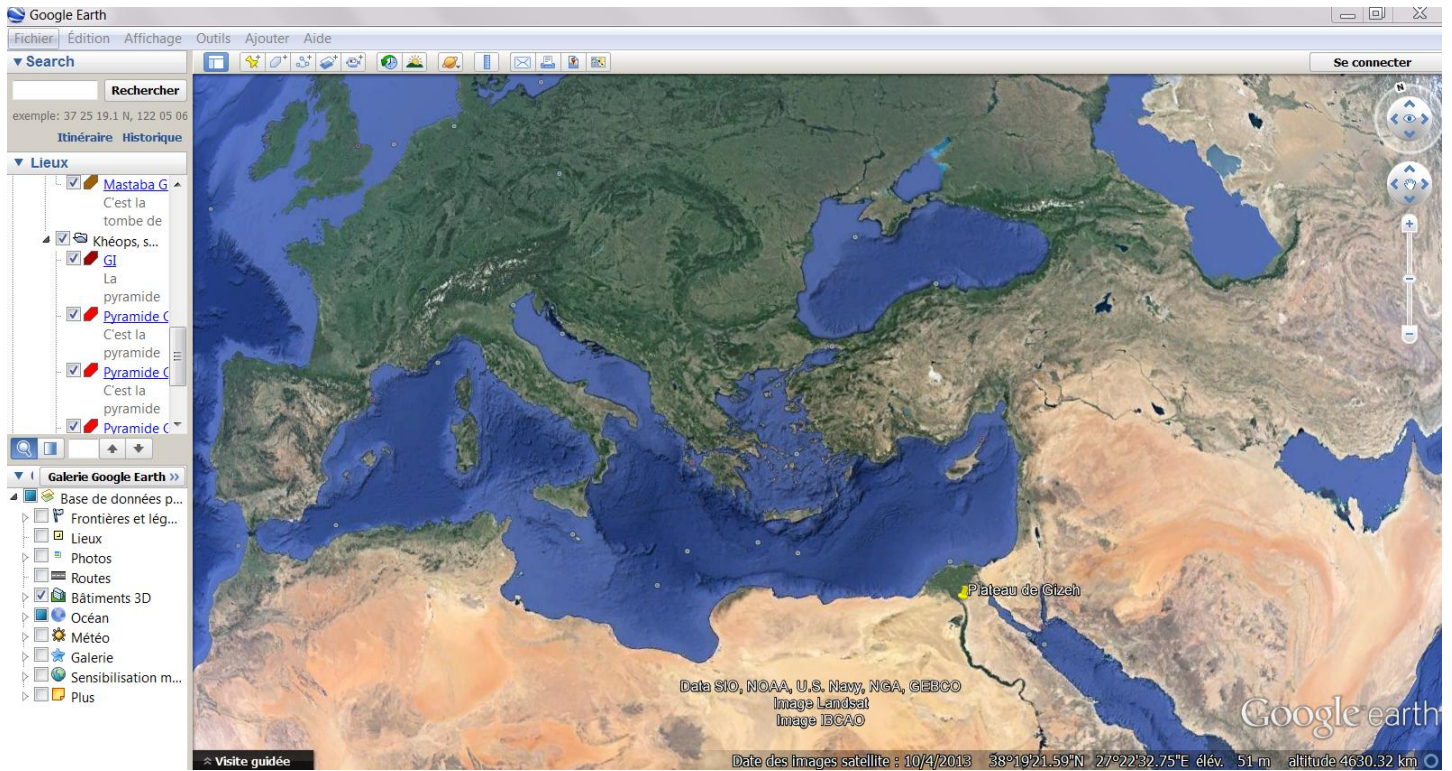 Google Earth
Fichier Édition Affichage Outils Ajouter Aide
Search
Rechercher
exemple: 37 25 19.1 N, 122 05 06
Itinéraire Historique
Lieux
Mastaba G
C'est la
tombe de
Khéops, s...
GI
La
pyramide
Pyramide G
C'est la
pyramide
Pyramide G
C'est la
pyramide
Pyramide G
Galerie Google Earth >>
Base de données p...
Frontières et lég...
Lieux
Photos
Routes
Bâtiments 3D
Océan
Météo
Galerie
Sensibilisation m...
Plus
Se connecter
N
Plateau de Gizeh
Data SIO, NOAA, U.S. Navy, NGA, GEBCO
Image Landsat
Image IBCAO
Google earth
Visite guidée
Date des images satellite : 10/4/2013 38°19'21.59"N 27°22'32.75"E élév. 51 m altitude 4630.32 km